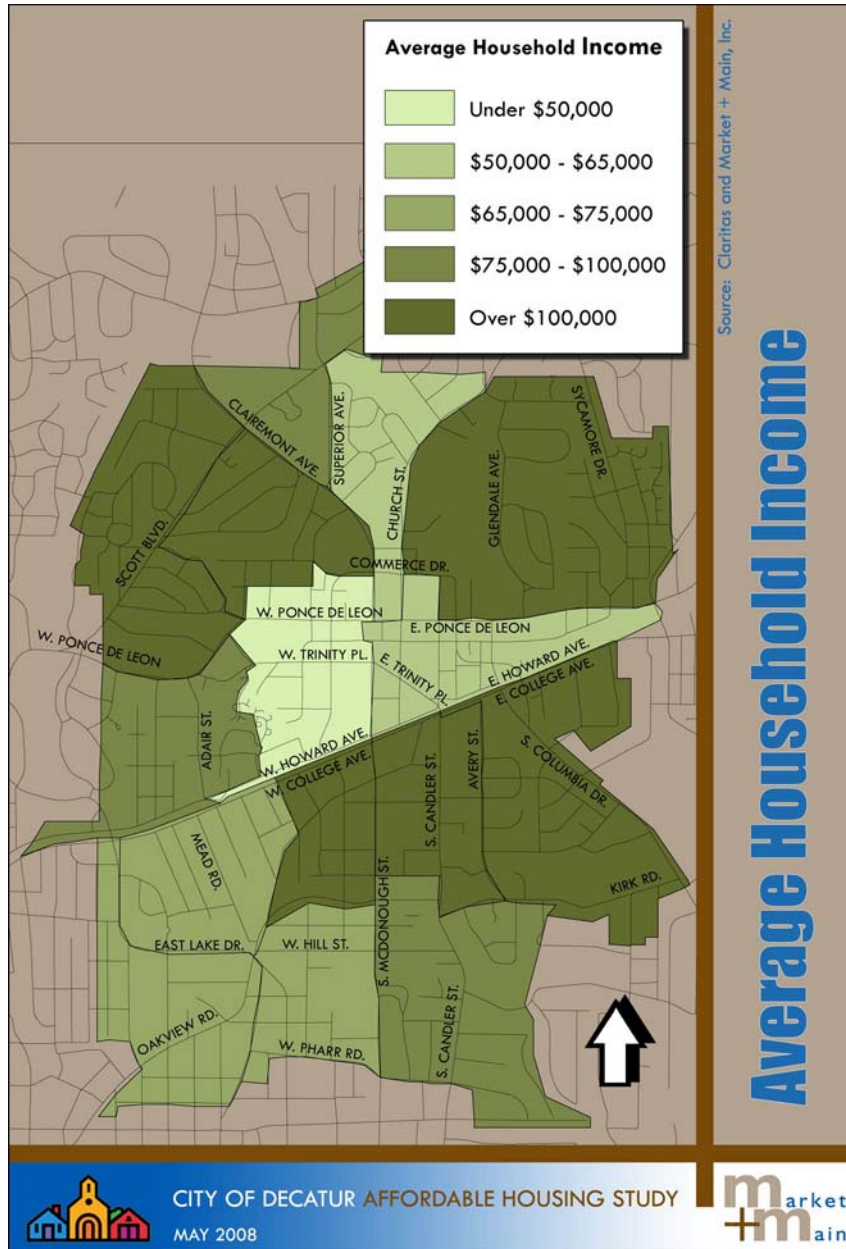 Average Household Income
Under $50,000
$50,000 - $65,000
$65,000 - $75,000
$75,000 - $100,000
Over $100,000
Source: Claritas and Market + Main, Inc.
Average Household Income
CLAIREMONT AVE.
SUPERIOR AVE.
CHURCH ST.
GLENDALE AVE.
SYCAMORE DR.
SCOTT BLVD.
COMMERCE DR.
W. PONCE DE LEON
W. PONCE DE LEON
E. PONCE DE LEON
W. TRINITY PL.
E. TRINITY PL.
E. HOWARD AVE.
E. COLLEGE AVE.
ADAIR ST.
W. HOWARD AVE.
W. COLLEGE AVE.
S. CANDLER ST.
AVERY ST.
S. COLUMBIA DR.
MEAD RD.
KIRK RD.
S. MCDONOUGH ST.
EAST LAKE DR.
W. HILL ST.
OAKVIEW RD.
W. PHARR RD.
S. CANDLER ST.
CITY OF DECATUR AFFORDABLE HOUSING STUDY
MAY 2008
market
+main